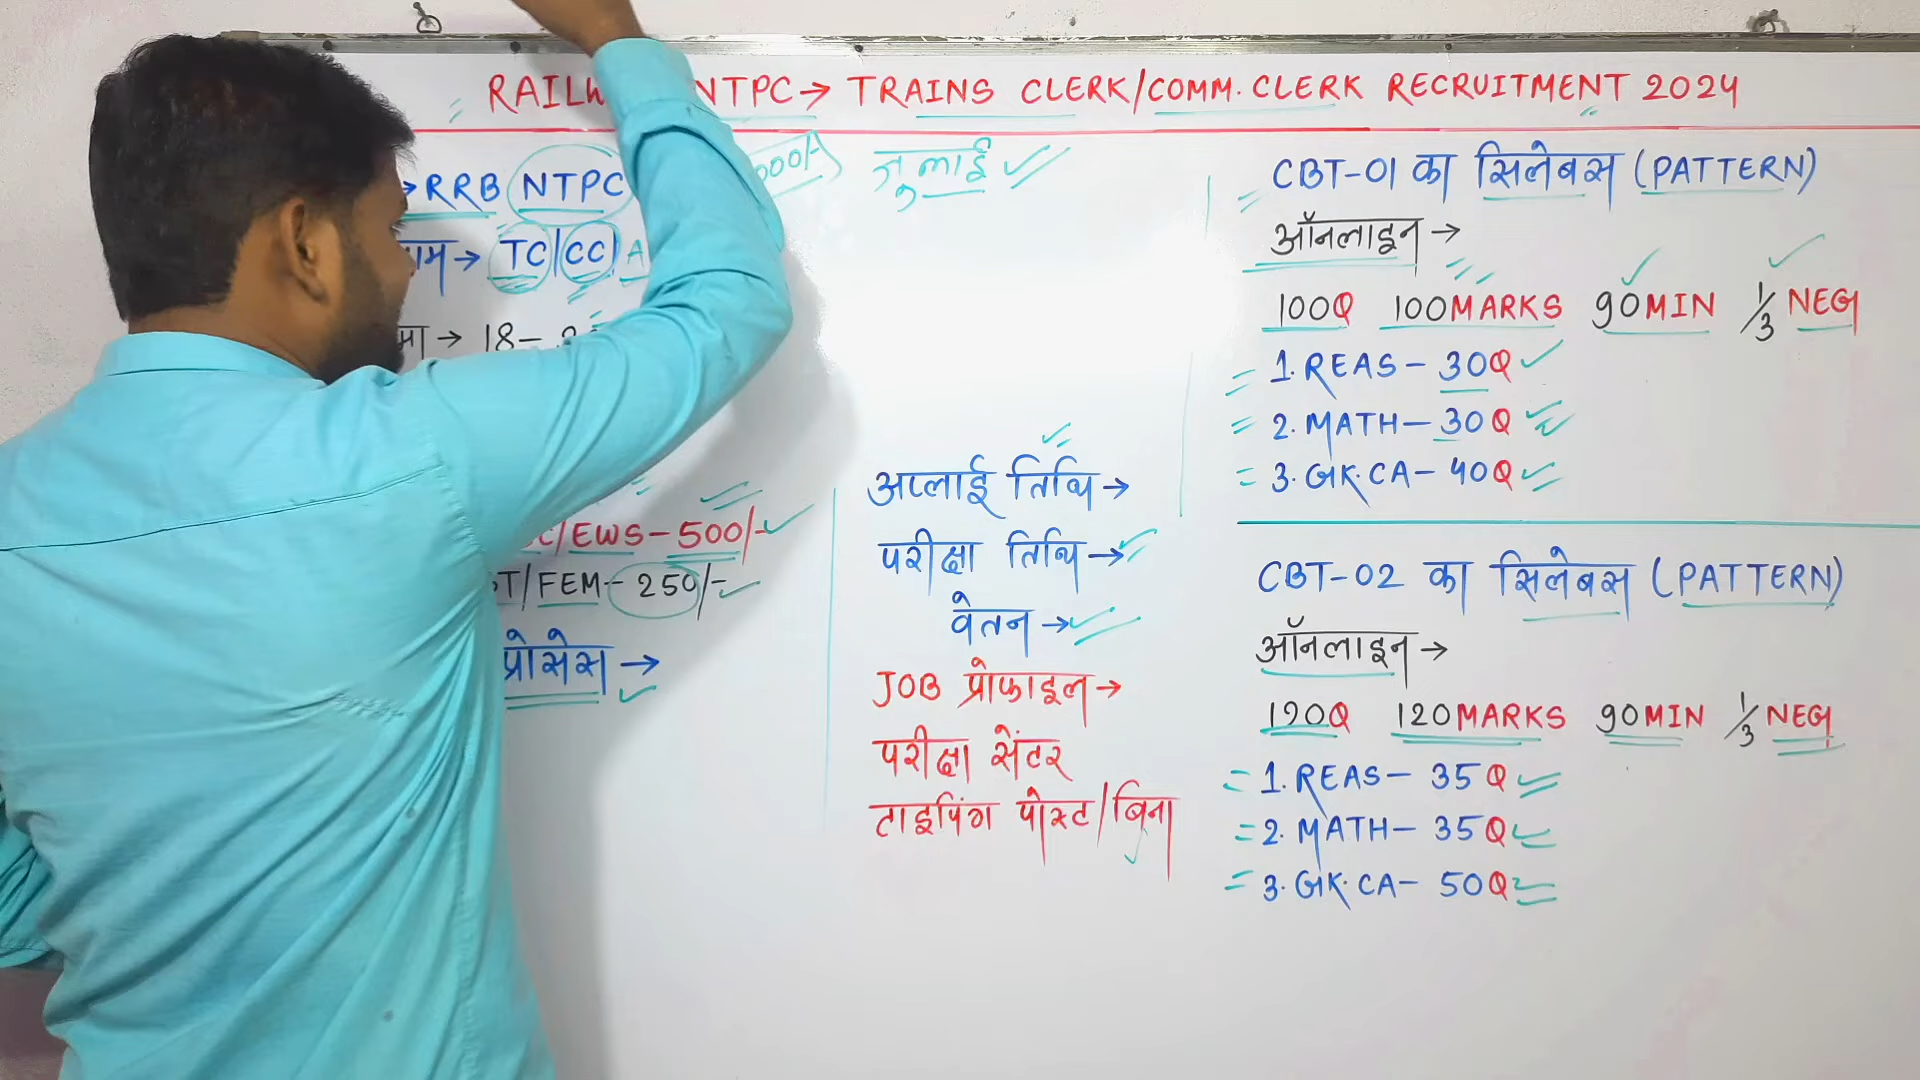 NTPC→ TRAINS CLERK/COMM. CLERK RECRUITMENT 2024
→RRB NTPC
→ TC/CC/
→ 18-
EWS-500/-
FEM-250/-
प्रोसेस →
जुलाई
अप्लाई तिथि→
परीक्षा तिथि→
वेतन→
JOB प्रोफाइल→
परीक्षा सेंटर
टाइपिंग पोस्ट/बिना
CBT-01 का सिलेबस (PATTERN)
ऑनलाइन→
100Q 100MARKS 90MIN 1/3 NEG
1. REAS- 30Q
2. MATH- 30Q
3. GK.CA- 40Q
CBT-02 का सिलेबस (PATTERN)
ऑनलाइन→
120Q 120MARKS 90MIN 1/3 NEG
1. REAS- 35Q
2. MATH- 35Q
3. GK.CA- 50Q